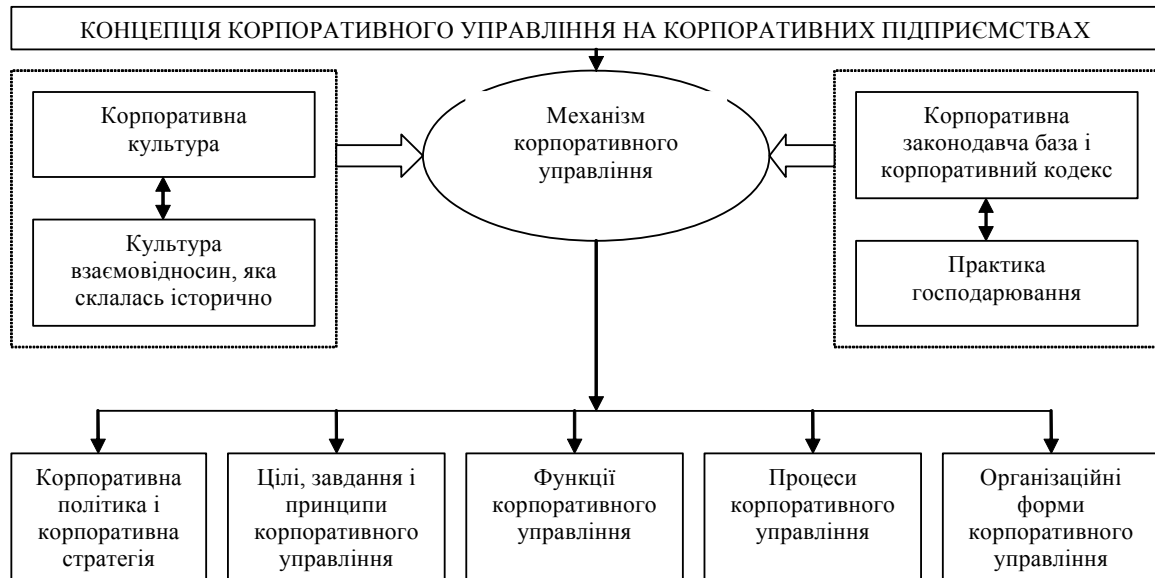 КОНЦЕПЦІЯ КОРПОРАТИВНОГО УПРАВЛІННЯ НА КОРПОРАТИВНИХ ПІДПРИЄМСТВАХ
Корпоративна
культура
Культура
взаємовідносин, яка
склалась історично
Механізм
корпоративного
управління
Корпоративна
законодавча база і
корпоративний кодекс
Практика
господарювання
Корпоративна
політика і
корпоративна
стратегія
Цілі, завдання і
принципи
корпоративного
управління
Функції
корпоративного
управління
Процеси
корпоративного
управління
Організаційні
форми
корпоративного
управління